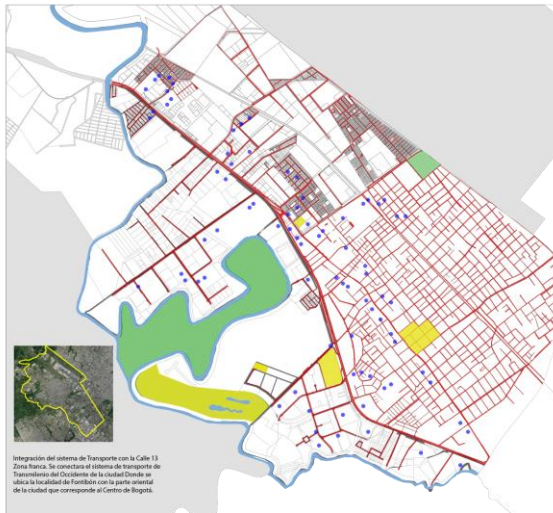 Integración del sistema de Transporte con la Calle 13
Zona franca. Se conectara el sistema de transporte de
Transmilenio del Occidente de la ciudad Donde se
ubica la localidad de Fontibón con la parte oriental
de la ciudad que corresponde al Centro de Bogotá.